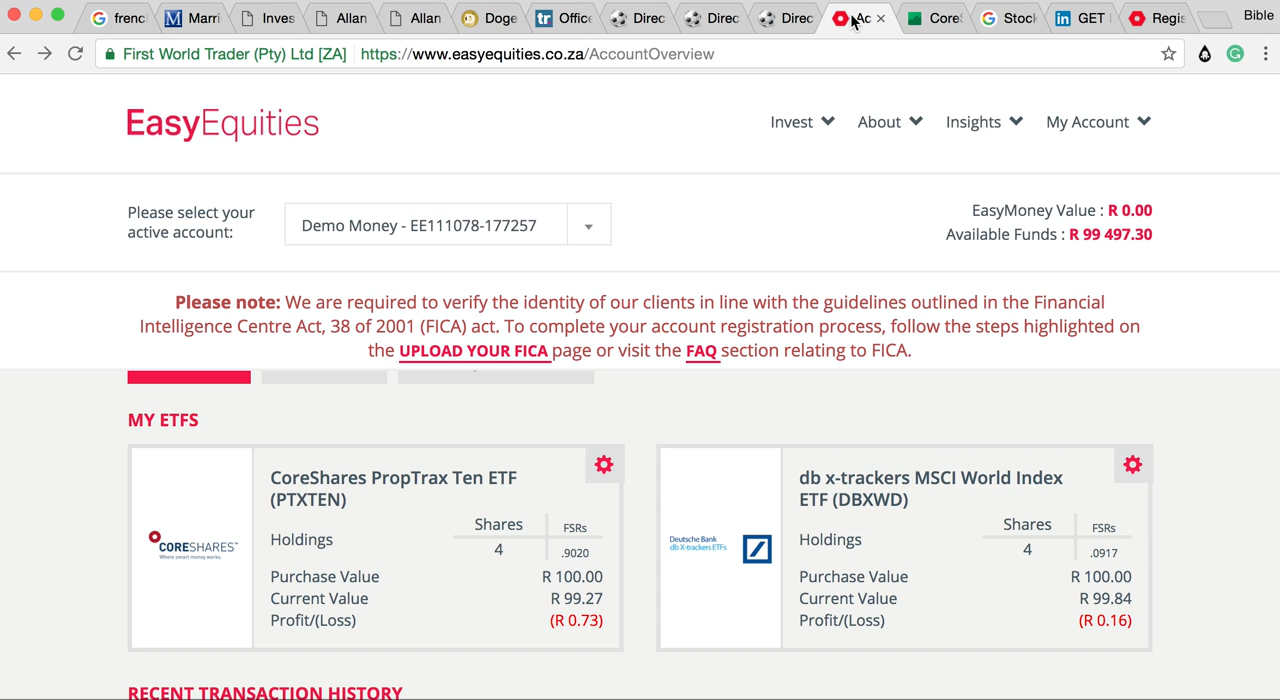 frenc
Marri
Inves
Allan
Allan
Doge
Office
Direc
Direc
Direc
Ac
CoreS
Stock
GET
Regis
Bible
First World Trader (Pty) Ltd [ZA] https://www.easyequities.co.za/AccountOverview
EasyEquities
Invest About Insights My Account
Please select your active account:
Demo Money - EE111078-177257
EasyMoney Value : R 0.00
Available Funds : R 99 497.30
Please note: We are required to verify the identity of our clients in line with the guidelines outlined in the Financial
Intelligence Centre Act, 38 of 2001 (FICA) act. To complete your account registration process, follow the steps highlighted on
the UPLOAD YOUR FICA page or visit the FAQ section relating to FICA.
MY ETFS
CORESHARES™
Where smart money works.
CoreShares PropTrax Ten ETF
(PTXTEN)
Holdings
Shares FSRs
4 .9020
Purchase Value R 100.00
Current Value R 99.27
Profit/(Loss) (R 0.73)
Deutsche Bank
db X-trackers ETFs
db x-trackers MSCI World Index
ETF (DBXWD)
Holdings
Shares FSRs
4 .0917
Purchase Value R 100.00
Current Value R 99.84
Profit/(Loss) (R 0.16)
RECENT TRANSACTION HISTORY